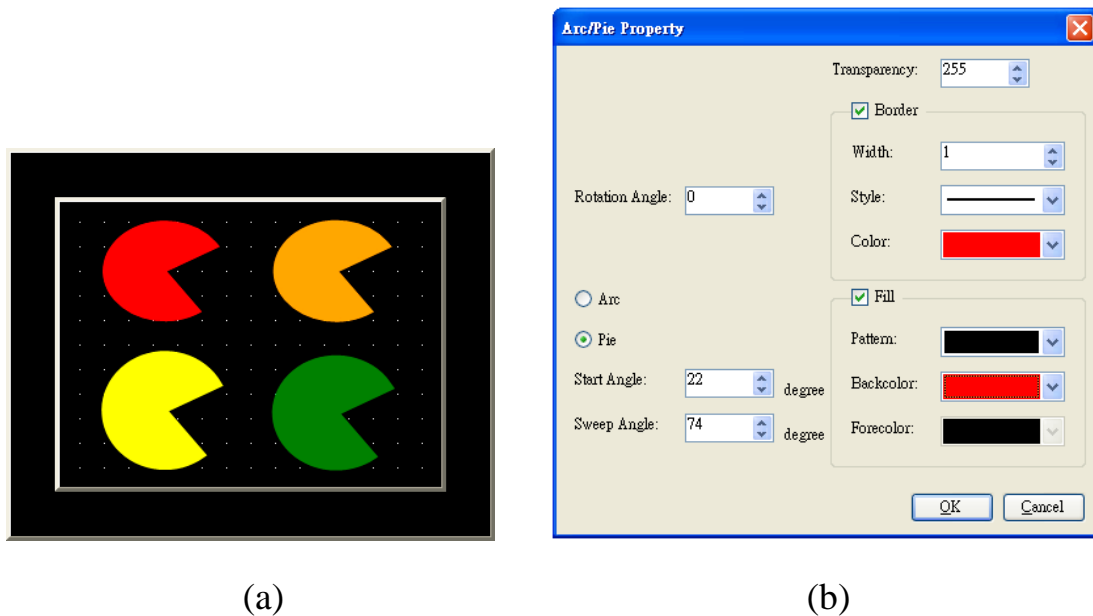 Arc/Pie Property
Transparency: 255
Border
Width: 1
Rotation Angle: 0
Style:
Color:
Arc
Fill
Pie
Pattern:
Start Angle: 22 degree
Backcolor:
Sweep Angle: 74 degree
Forecolor:
OK Cancel
(a) (b)